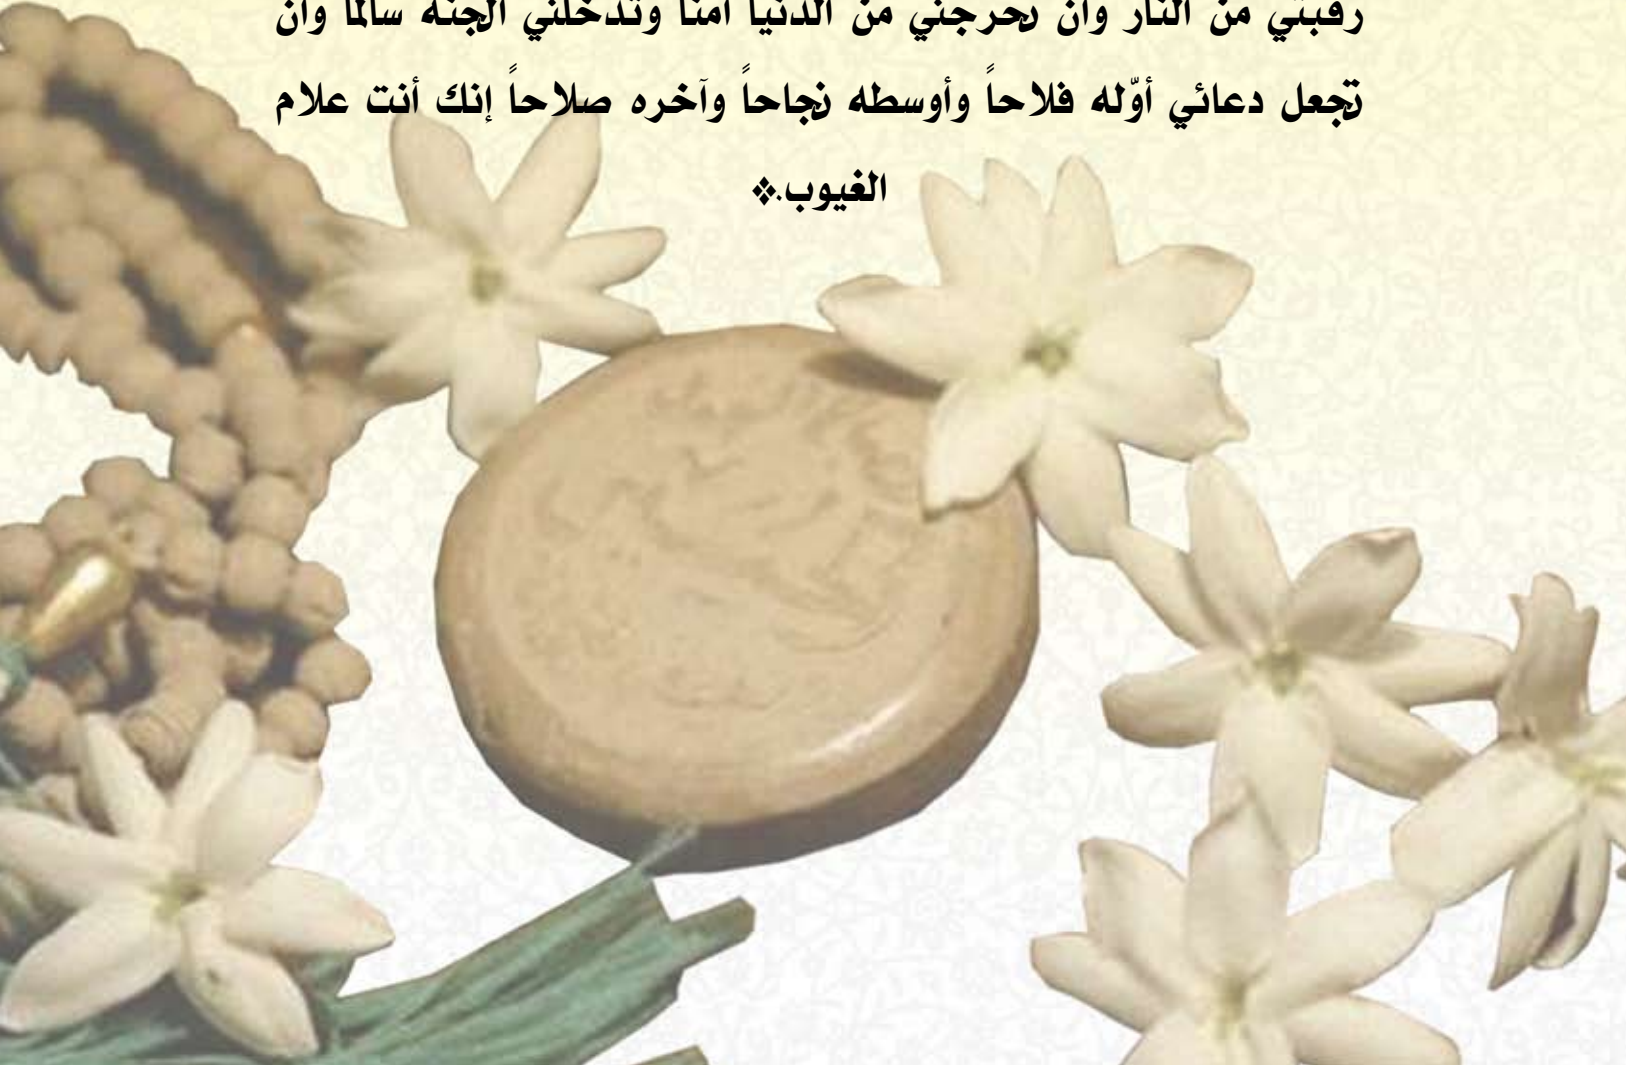 رقبتي من النار وأن تخرجني من الدنيا آمناً وتدخلني الجنة سالماً وأن
تجعل دعائي أوّله فلاحاً وأوسطه نجاحاً وآخره صلاحاً إنك أنت علام
الغيوب.